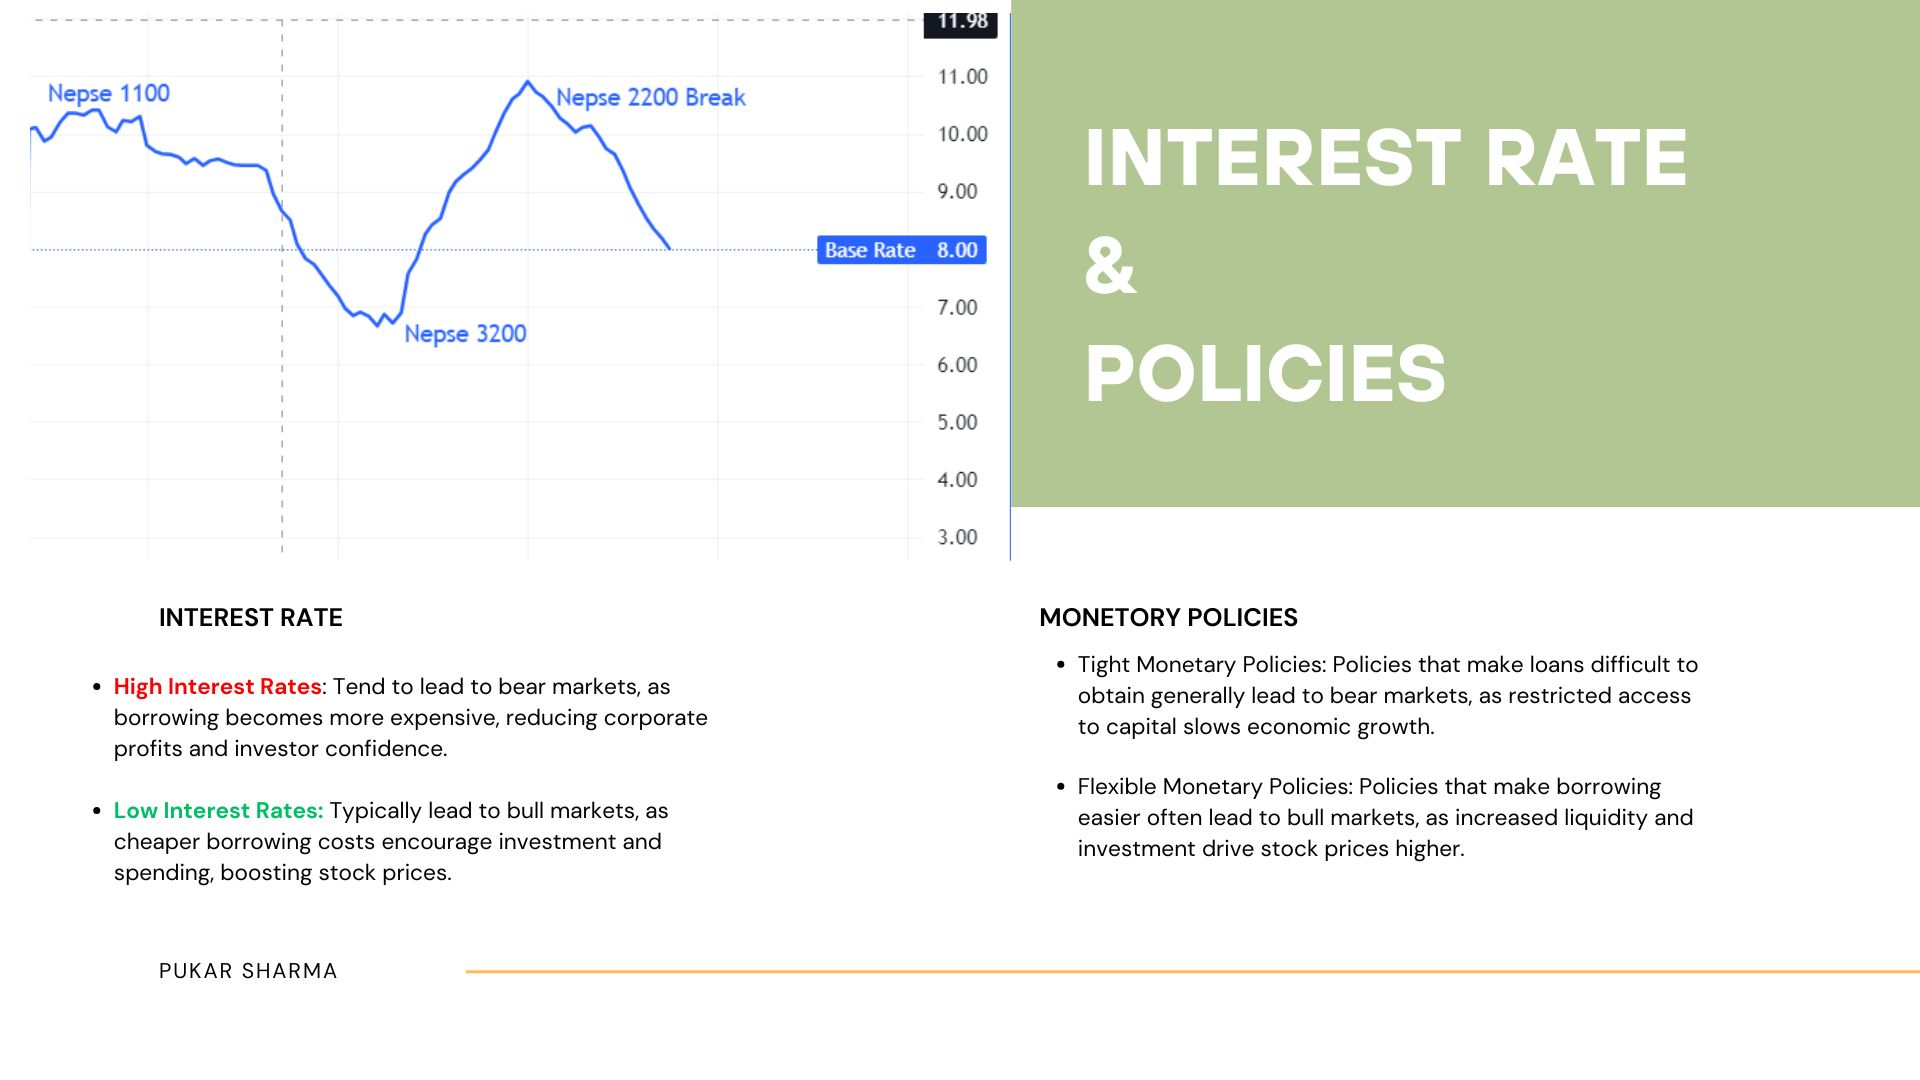 11.98
Nepse 1100
11.00
Nepse 2200 Break
10.00
9.00
Base Rate 8.00
7.00
Nepse 3200
6.00
5.00
4.00
3.00
INTEREST RATE
&
POLICIES
INTEREST RATE
• High Interest Rates: Tend to lead to bear markets, as
borrowing becomes more expensive, reducing corporate
profits and investor confidence.
• Low Interest Rates: Typically lead to bull markets, as
cheaper borrowing costs encourage investment and
spending, boosting stock prices.
MONETORY POLICIES
• Tight Monetary Policies: Policies that make loans difficult to
obtain generally lead to bear markets, as restricted access
to capital slows economic growth.
• Flexible Monetary Policies: Policies that make borrowing
easier often lead to bull markets, as increased liquidity and
investment drive stock prices higher.
PUKAR SHARMA